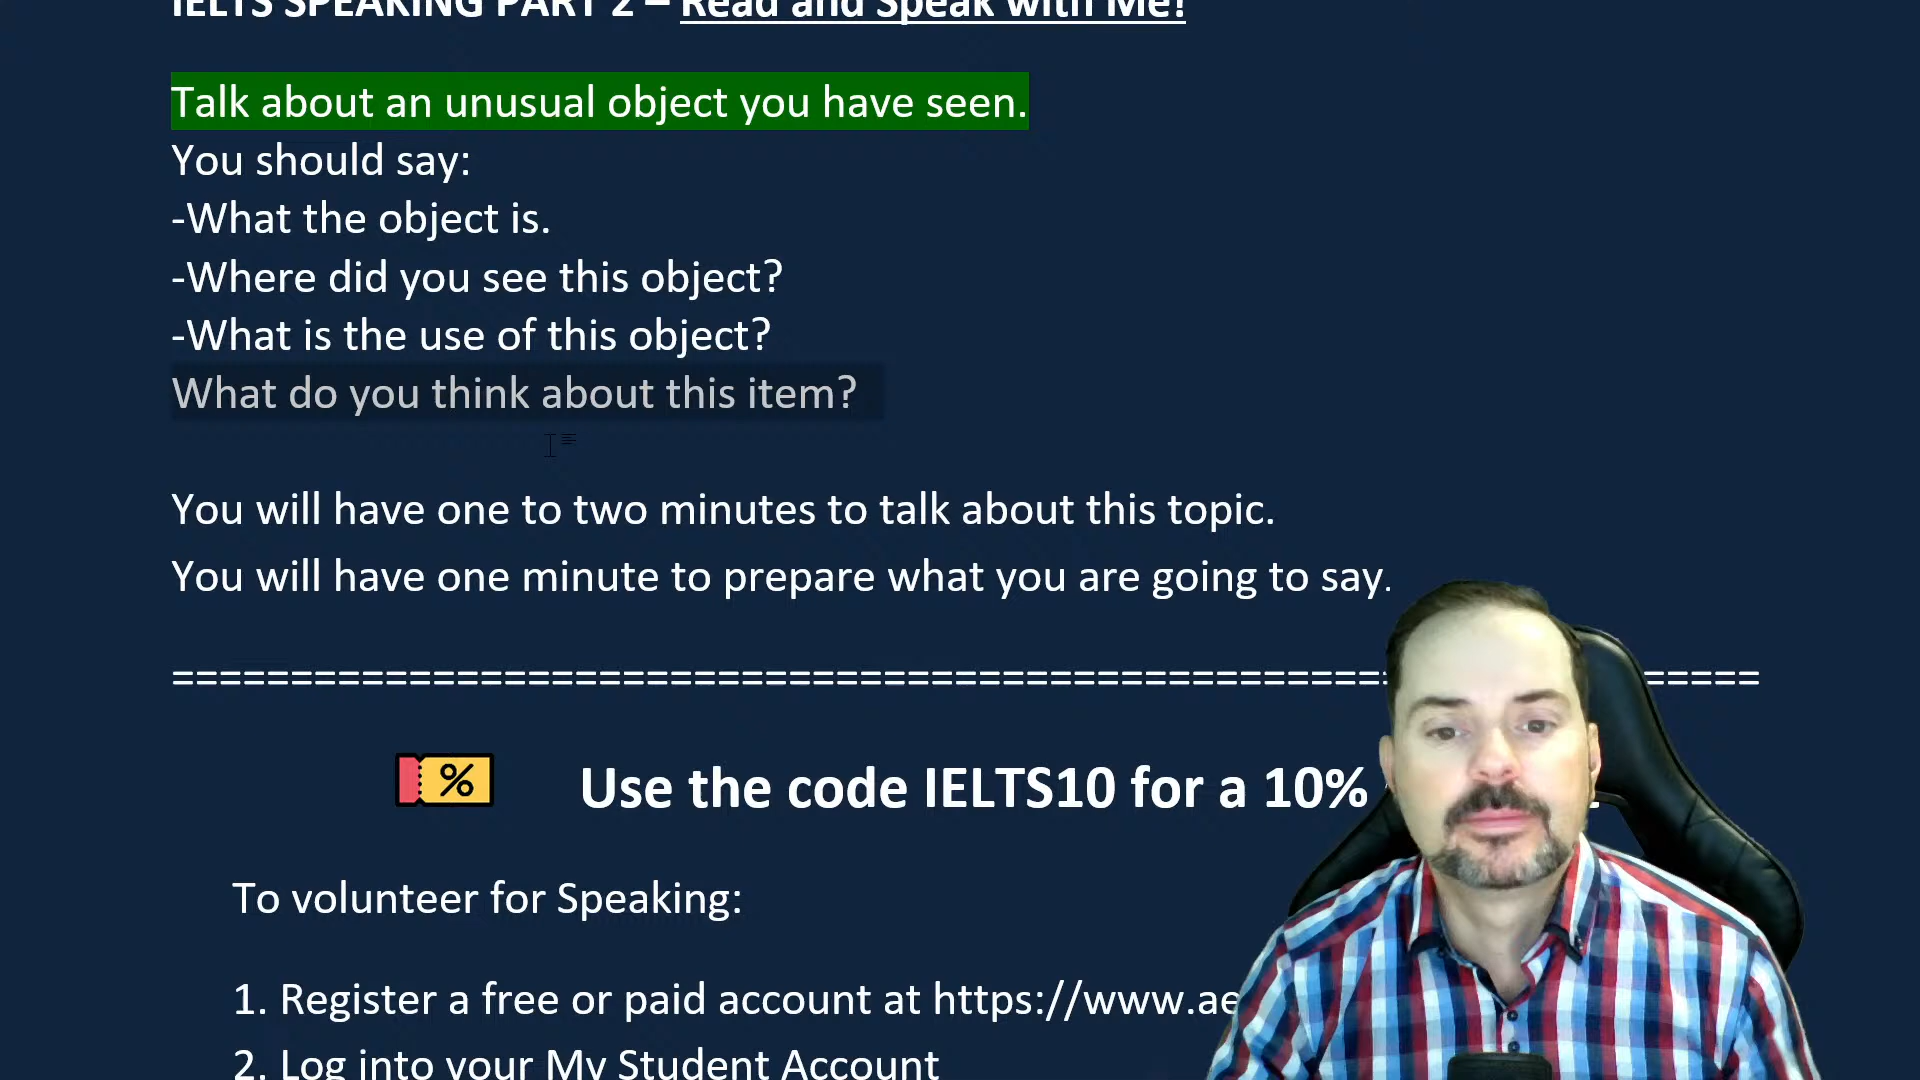 IELTS SPEAKING PART 2 – Read and Speak with Me!
Talk about an unusual object you have seen.
You should say:
-What the object is.
-Where did you see this object?
-What is the use of this object?
What do you think about this item?
You will have one to two minutes to talk about this topic.
You will have one minute to prepare what you are going to say.
=====
%
Use the code IELTS10 for a 10%
To volunteer for Speaking:
1. Register a free or paid account at https://www.ae
2. Log into your My Student Account